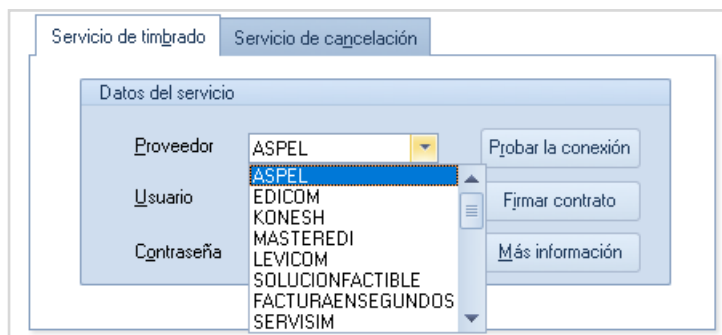 Servicio de timbrado
Servicio de cancelación
Datos del servicio
Proveedor
ASPEL
Probar la conexión
ASPEL
EDICOM
KONESH
MASTEREDI
LEVICOM
SOLUCIONFACTIBLE
FACTURAENSEGUNDOS
SERVISIM
Usuario
Firmar contrato
Contraseña
Más información